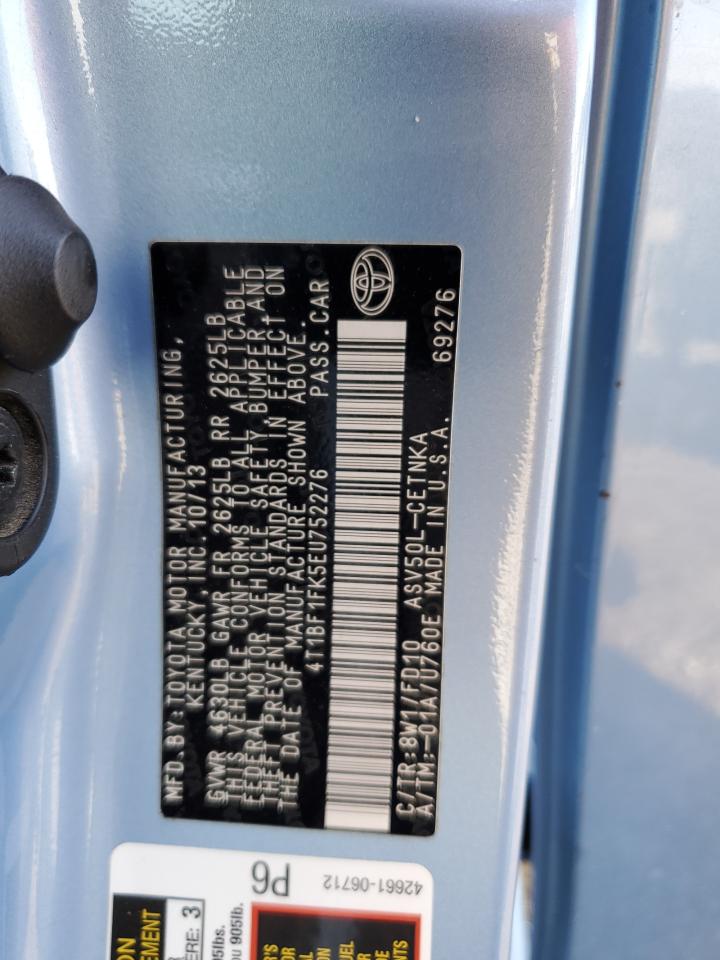 MFD. BY: TOYOTA MOTOR MANUFACTURING,
KENTUCKY, INC. 10/13
GVWR 4630LB GAWR FR 2625LB RR 2625LB
THIS VEHICLE CONFORMS TO ALL APPLICABLE
FEDERAL MOTOR VEHICLE SAFETY, BUMPER, AND
THEFT PREVENTION STANDARDS IN EFFECT ON
THE DATE OF MANUFACTURE SHOWN ABOVE.
4T1BF1FK5EU752276 PASS. CAR
C/TR: 8W1/FD10 ASV50L-CETNKA
A/TM: -01A/U760E MADE IN U.S.A. 69276
P6
42661-06712
ERE: 3